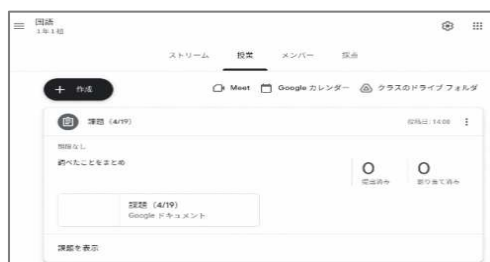 国語
1年1組
ストリーム 授業 メンバー 採点
+ 作成 Meet Google カレンダー クラスのドライブ フォルダ
課題 (4/19) 投稿日: 14:08
期限なし
調べたことをまとめ
0 0
提出済み 割り当て済み
課題 (4/19)
Google ドキュメント
課題を表示